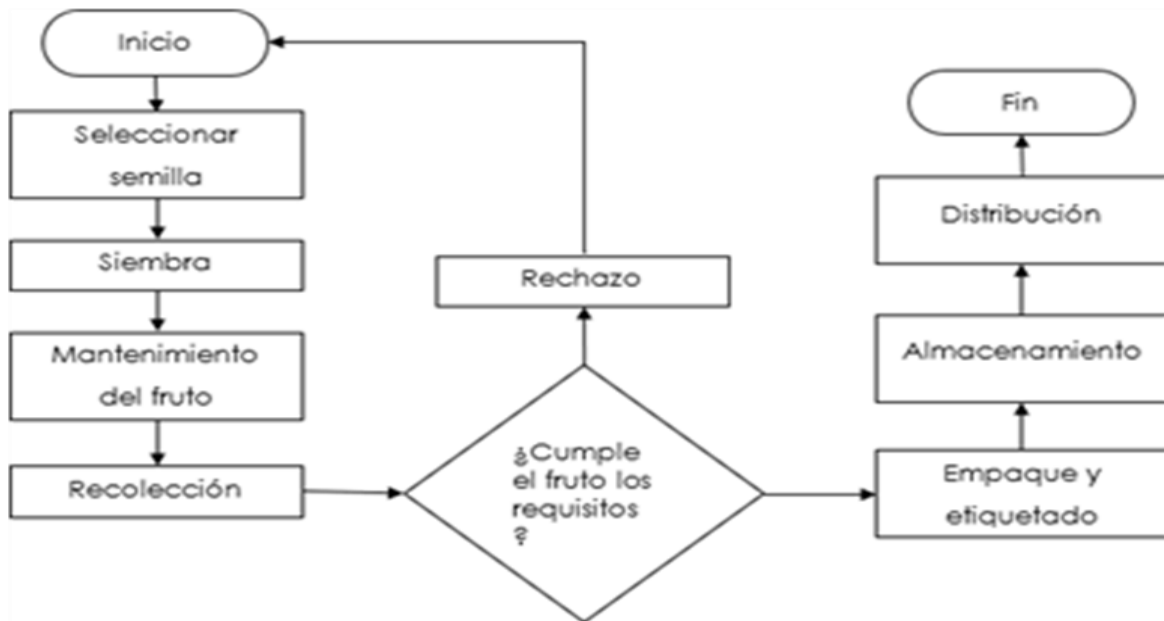 Inicio
Seleccionar
semilla
Siembra
Mantenimiento
del fruto
Recolección
Rechazo
¿Cumple
el fruto los
requisitos
?
Fin
Distribución
Almacenamiento
Empaque y
etiquetado